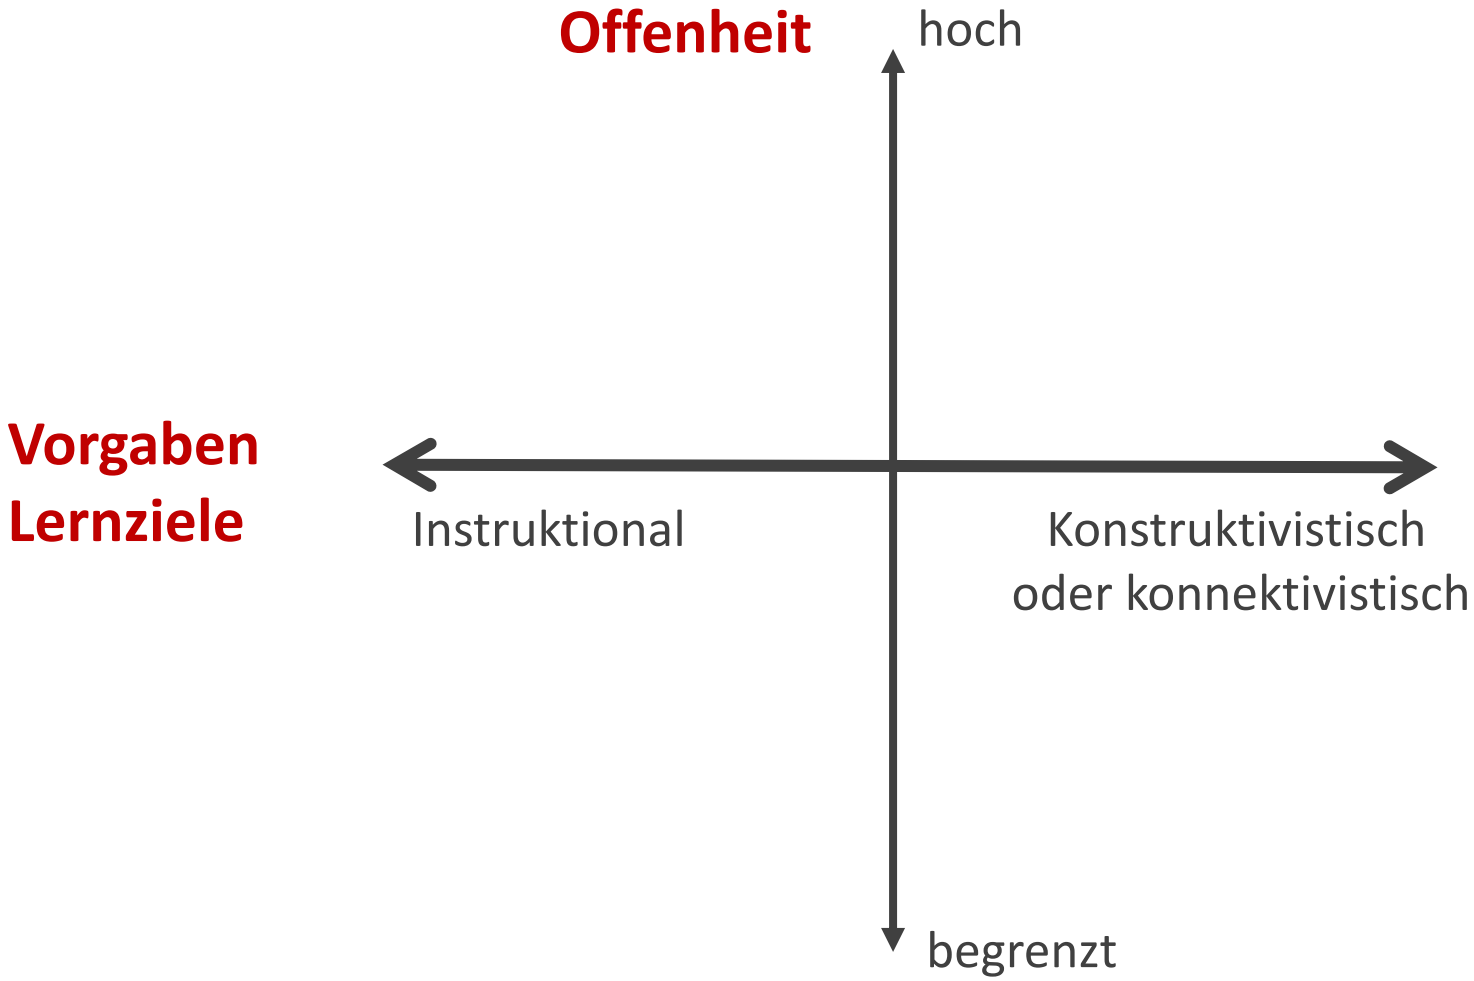 Offenheit
hoch
Vorgaben
Lernziele
Instruktional
Konstruktivistisch
oder konnektivistisch
begrenzt